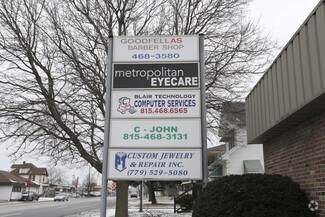 GOODFELLAS
BARBER SHOP
468-3580
metropolitan
EYECARE
BLAIR TECHNOLOGY
COMPUTER SERVICES
815.468.6565
C - JOHN
815-468-3131
CUSTOM JEWELRY
& REPAIR INC.
(779) 529-5080